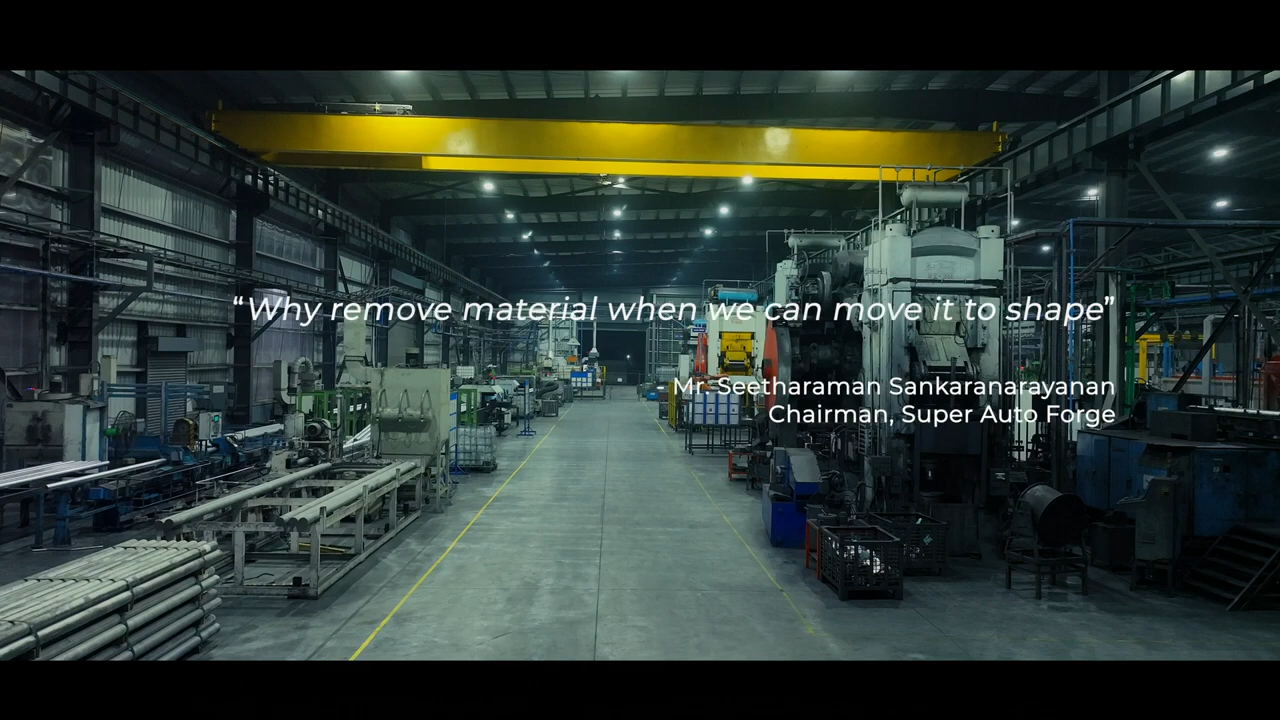 “Why remove material when we can move it to shape”
- Mr. Seetharaman Sankaranarayanan
Chairman, Super Auto Forge